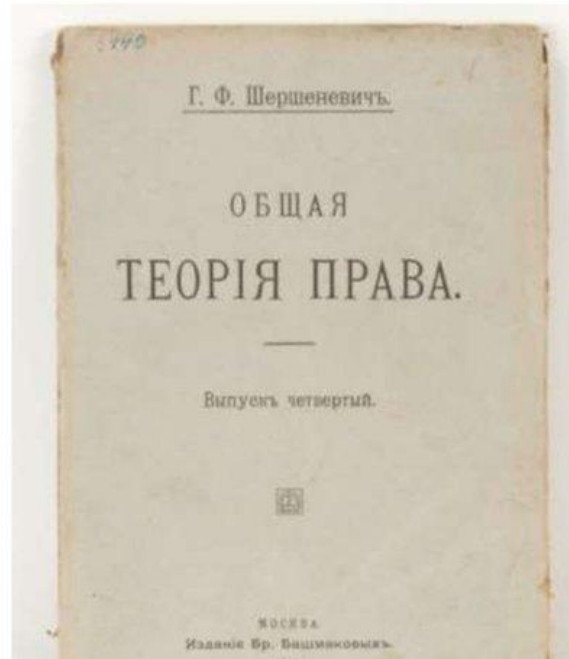 Г. Ф. Шершеневичъ.
ОБЩАЯ
ТЕОРІЯ ПРАВА.
Выпускъ четвертый.
МОСКВА
Изданіе Бр. Башмаковыхъ.